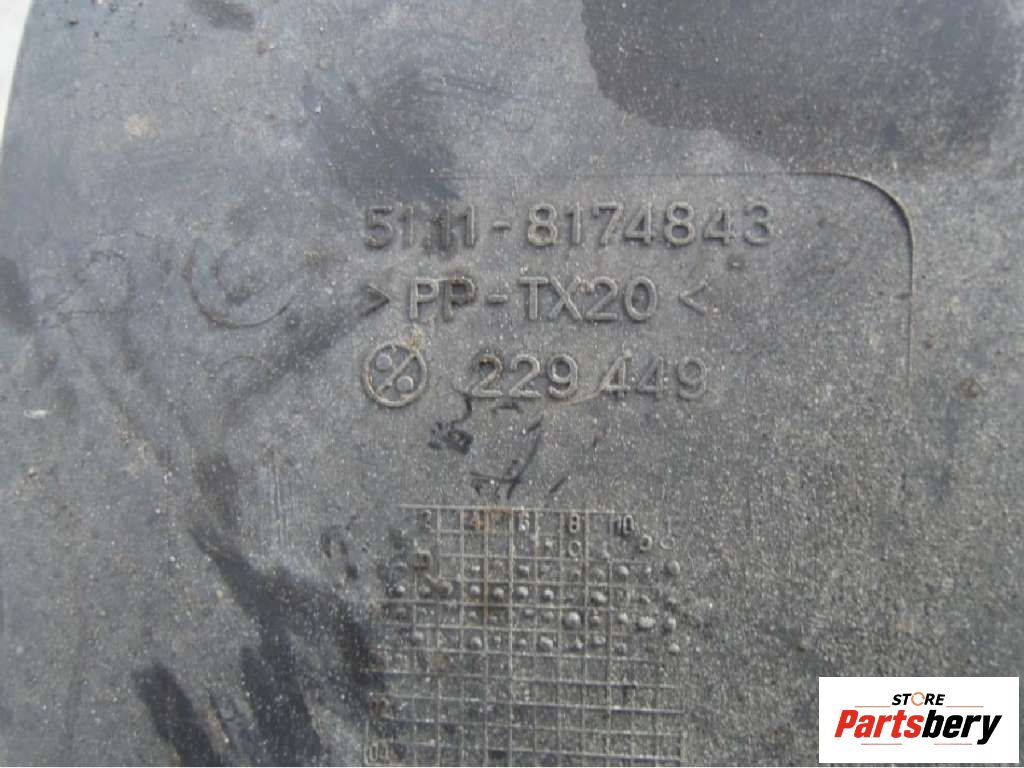 51.11-8174843
>PP-TX20<
229 449
2 4 6 8 10
STORE
Partsbery